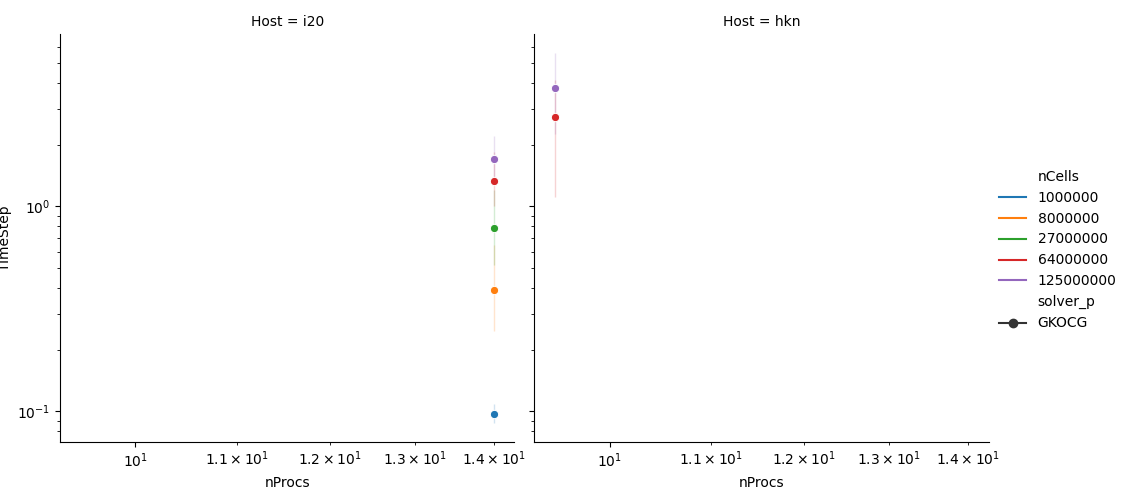 Host = i20
Host = hkn
10⁰
10⁻¹
TimeStep
10¹
1.1 × 10¹
1.2 × 10¹
1.3 × 10¹
1.4 × 10¹
nProcs
10¹
1.1 × 10¹
1.2 × 10¹
1.3 × 10¹
1.4 × 10¹
nProcs
nCells
1000000
8000000
27000000
64000000
125000000
solver_p
GKOCG